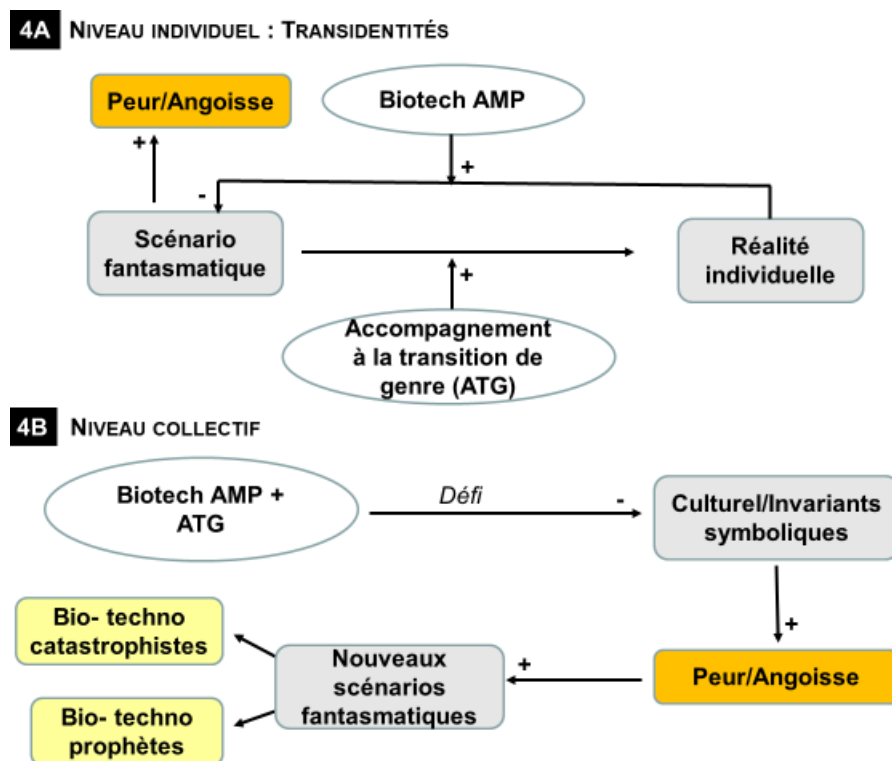 4A NIVEAU INDIVIDUEL : TRANSIDENTITÉS
Peur/Angoisse
Biotech AMP
+
+
-
Scénario
fantasmatique
Réalité
individuelle
+
Accompagnement
à la transition de
genre (ATG)
4B NIVEAU COLLECTIF
Biotech AMP +
ATG
Défi
-
Culturel/Invariants
symboliques
+
Bio- techno
catastrophistes
Nouveaux
scénarios
fantasmatiques
+
Peur/Angoisse
Bio- techno
prophètes